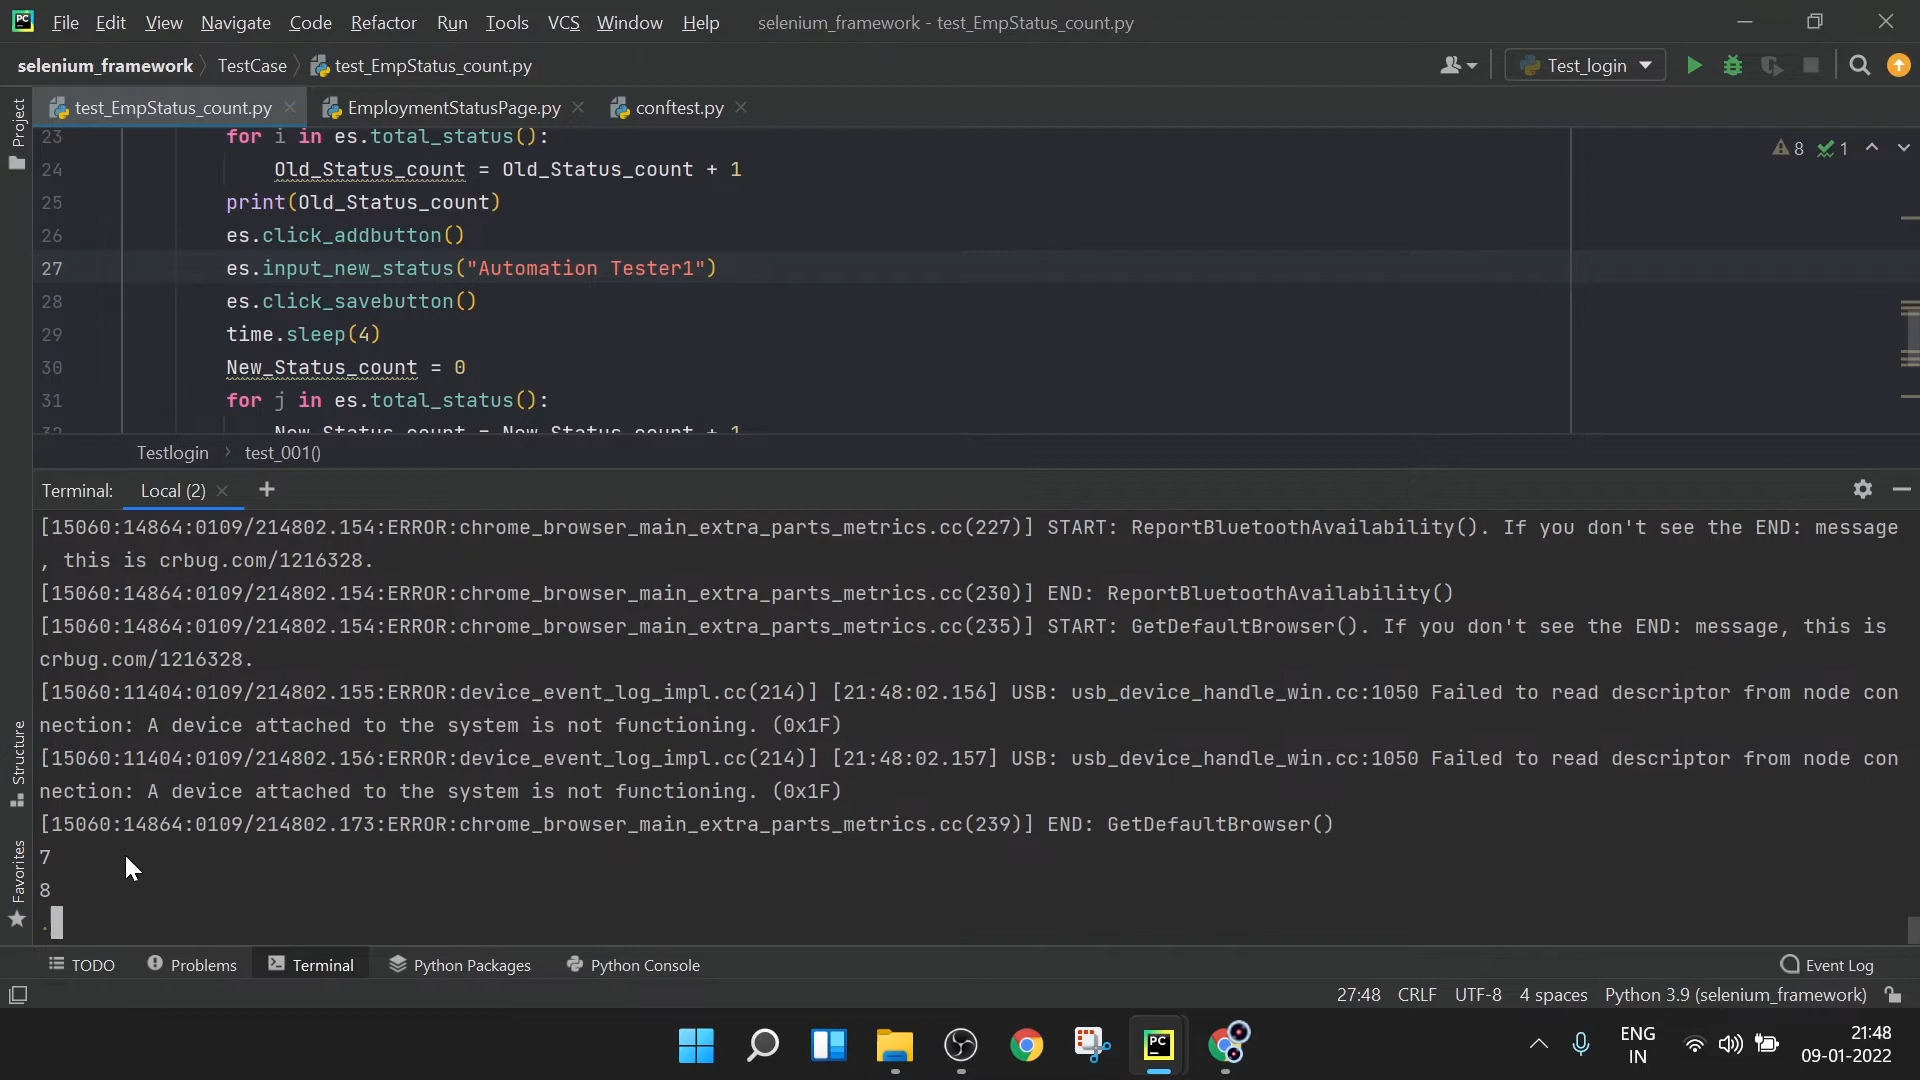 PC File Edit View Navigate Code Refactor Run Tools VCS Window Help selenium_framework - test_EmpStatus_count.py
selenium_framework TestCase test_EmpStatus_count.py Test_login
test_EmpStatus_count.py EmploymentStatusPage.py conftest.py
Project
23 for i in es.total_status():
8 1
24 Old_Status_count = Old_Status_count + 1
25 print(Old_Status_count)
26 es.click_addbutton()
27 es.input_new_status("Automation Tester1")
28 es.click_savebutton()
29 time.sleep(4)
30 New_Status_count = 0
31 for j in es.total_status():
32 New_Status_count = New_Status_count + 1
Testlogin test_001()
Terminal: Local (2) +
[15060:14864:0109/214802.154:ERROR:chrome_browser_main_extra_parts_metrics.cc(227)] START: ReportBluetoothAvailability(). If you don't see the END: message
, this is crbug.com/1216328.
[15060:14864:0109/214802.154:ERROR:chrome_browser_main_extra_parts_metrics.cc(230)] END: ReportBluetoothAvailability()
[15060:14864:0109/214802.154:ERROR:chrome_browser_main_extra_parts_metrics.cc(235)] START: GetDefaultBrowser(). If you don't see the END: message, this is
crbug.com/1216328.
[15060:11404:0109/214802.155:ERROR:device_event_log_impl.cc(214)] [21:48:02.156] USB: usb_device_handle_win.cc:1050 Failed to read descriptor from node con
nection: A device attached to the system is not functioning. (0x1F)
[15060:11404:0109/214802.156:ERROR:device_event_log_impl.cc(214)] [21:48:02.157] USB: usb_device_handle_win.cc:1050 Failed to read descriptor from node con
nection: A device attached to the system is not functioning. (0x1F)
[15060:14864:0109/214802.173:ERROR:chrome_browser_main_extra_parts_metrics.cc(239)] END: GetDefaultBrowser()
7
8
.
Structure
Favorites
TODO Problems Terminal Python Packages Python Console Event Log
27:48 CRLF UTF-8 4 spaces Python 3.9 (selenium_framework)
PC
ENG
IN
21:48
09-01-2022